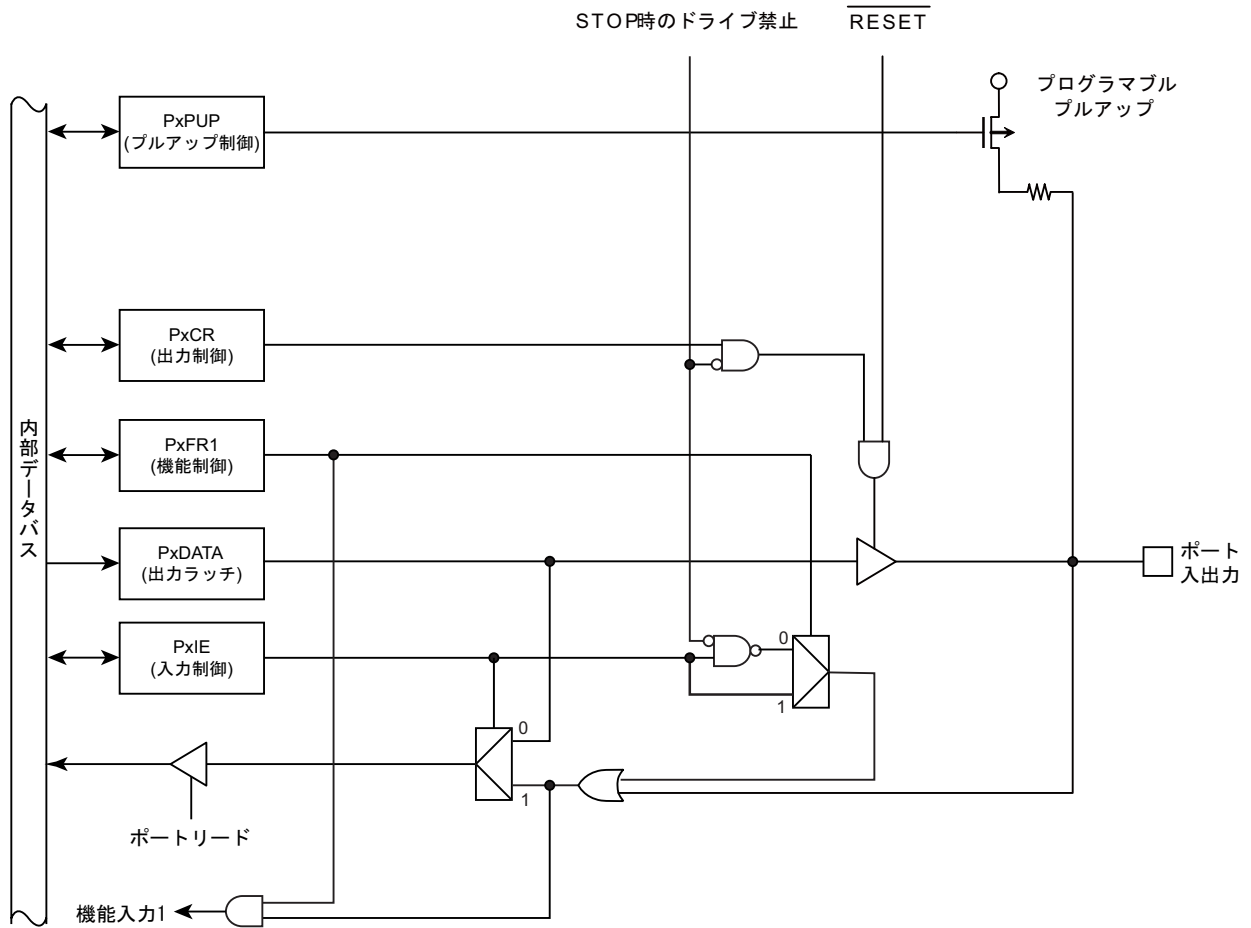 STOP時のドライブ禁止
RESET
プログラマブル
プルアップ
PxPUP
(プルアップ制御)
PxCR
(出力制御)
PxFR1
(機能制御)
内部データバス
PxDATA
(出力ラッチ)
ポート
入出力
PxIE
(入力制御)
0
1
0
1
ポートリード
機能入力1